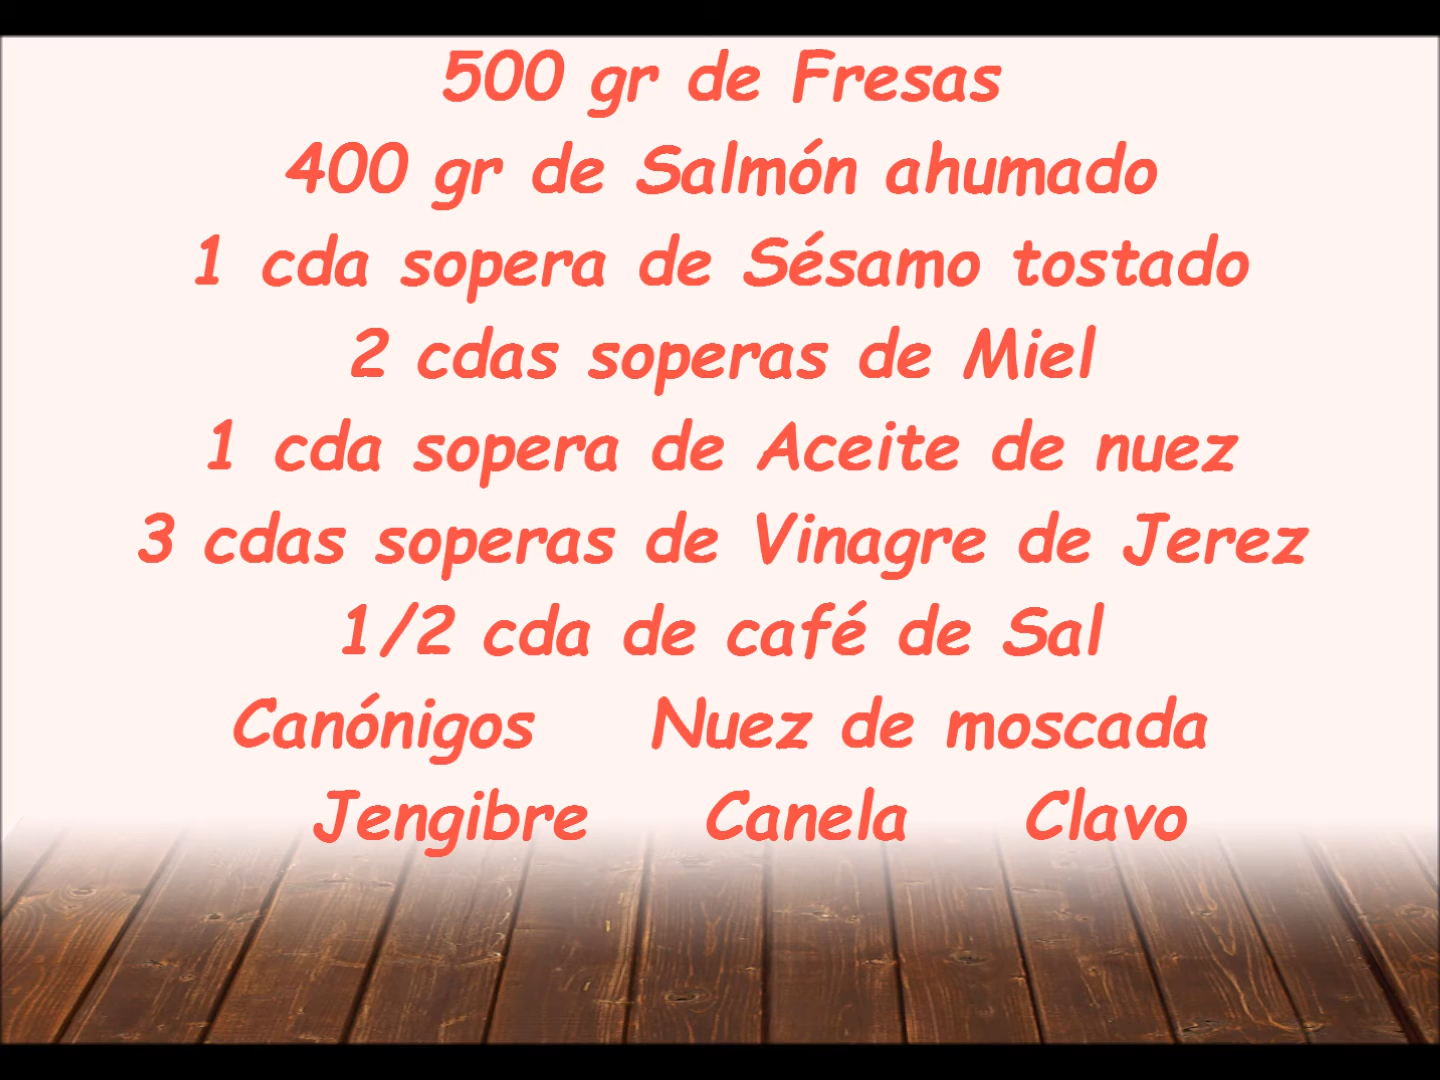 500 gr de Fresas
400 gr de Salmón ahumado
1 cda sopera de Sésamo tostado
2 cdas soperas de Miel
1 cda sopera de Aceite de nuez
3 cdas soperas de Vinagre de Jerez
1/2 cda de café de Sal
Canónigos Nuez de moscada
Jengibre Canela Clavo